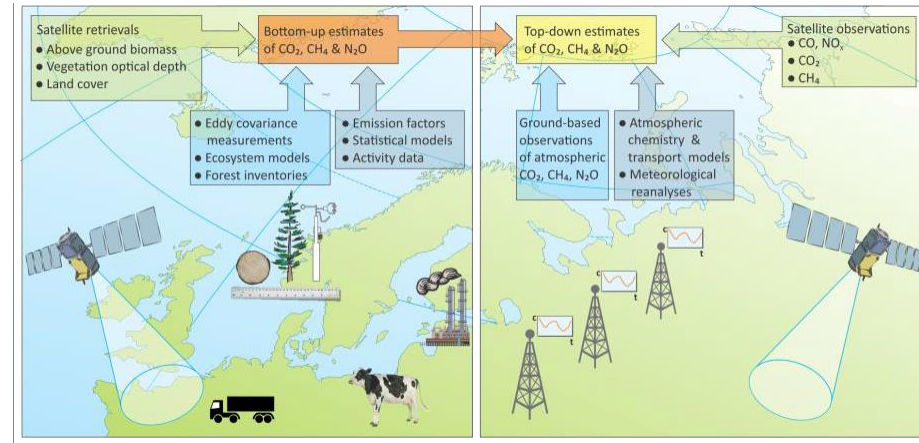 Satellite retrievals
● Above ground biomass
● Vegetation optical depth
● Land cover
Bottom-up estimates
of CO₂, CH₄ & N₂O
● Eddy covariance
measurements
● Ecosystem models
● Forest inventories
● Emission factors
● Statistical models
● Activity data
Top-down estimates
of CO₂, CH₄ & N₂O
Satellite observations
● CO, NOₓ
● CO₂
● CH₄
Ground-based
observations
of atmospheric
CO₂, CH₄, N₂O
● Atmospheric
chemistry &
transport models
● Meteorological
reanalyses
c
t
c
t
c
t